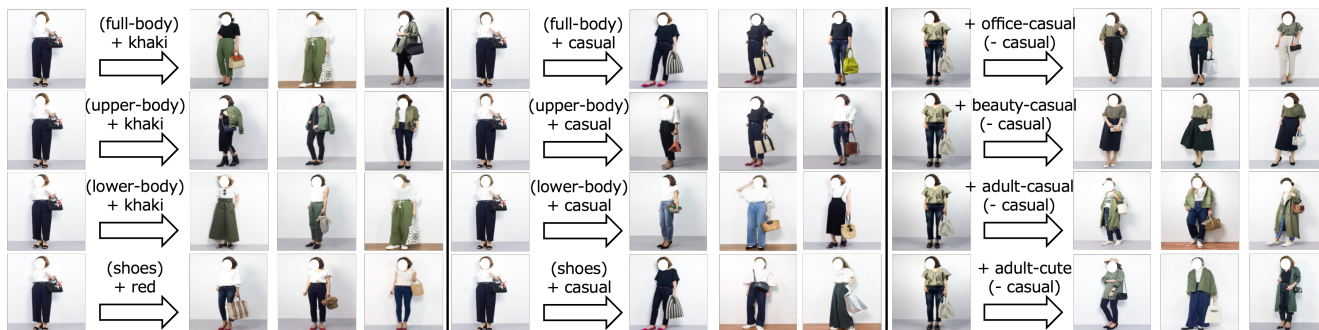 (full-body)
+ khaki
(upper-body)
+ khaki
(lower-body)
+ khaki
(shoes)
+ red
(full-body)
+ casual
(upper-body)
+ casual
(lower-body)
+ casual
(shoes)
+ casual
+ office-casual
(- casual)
+ beauty-casual
(- casual)
+ adult-casual
(- casual)
+ adult-cute
(- casual)